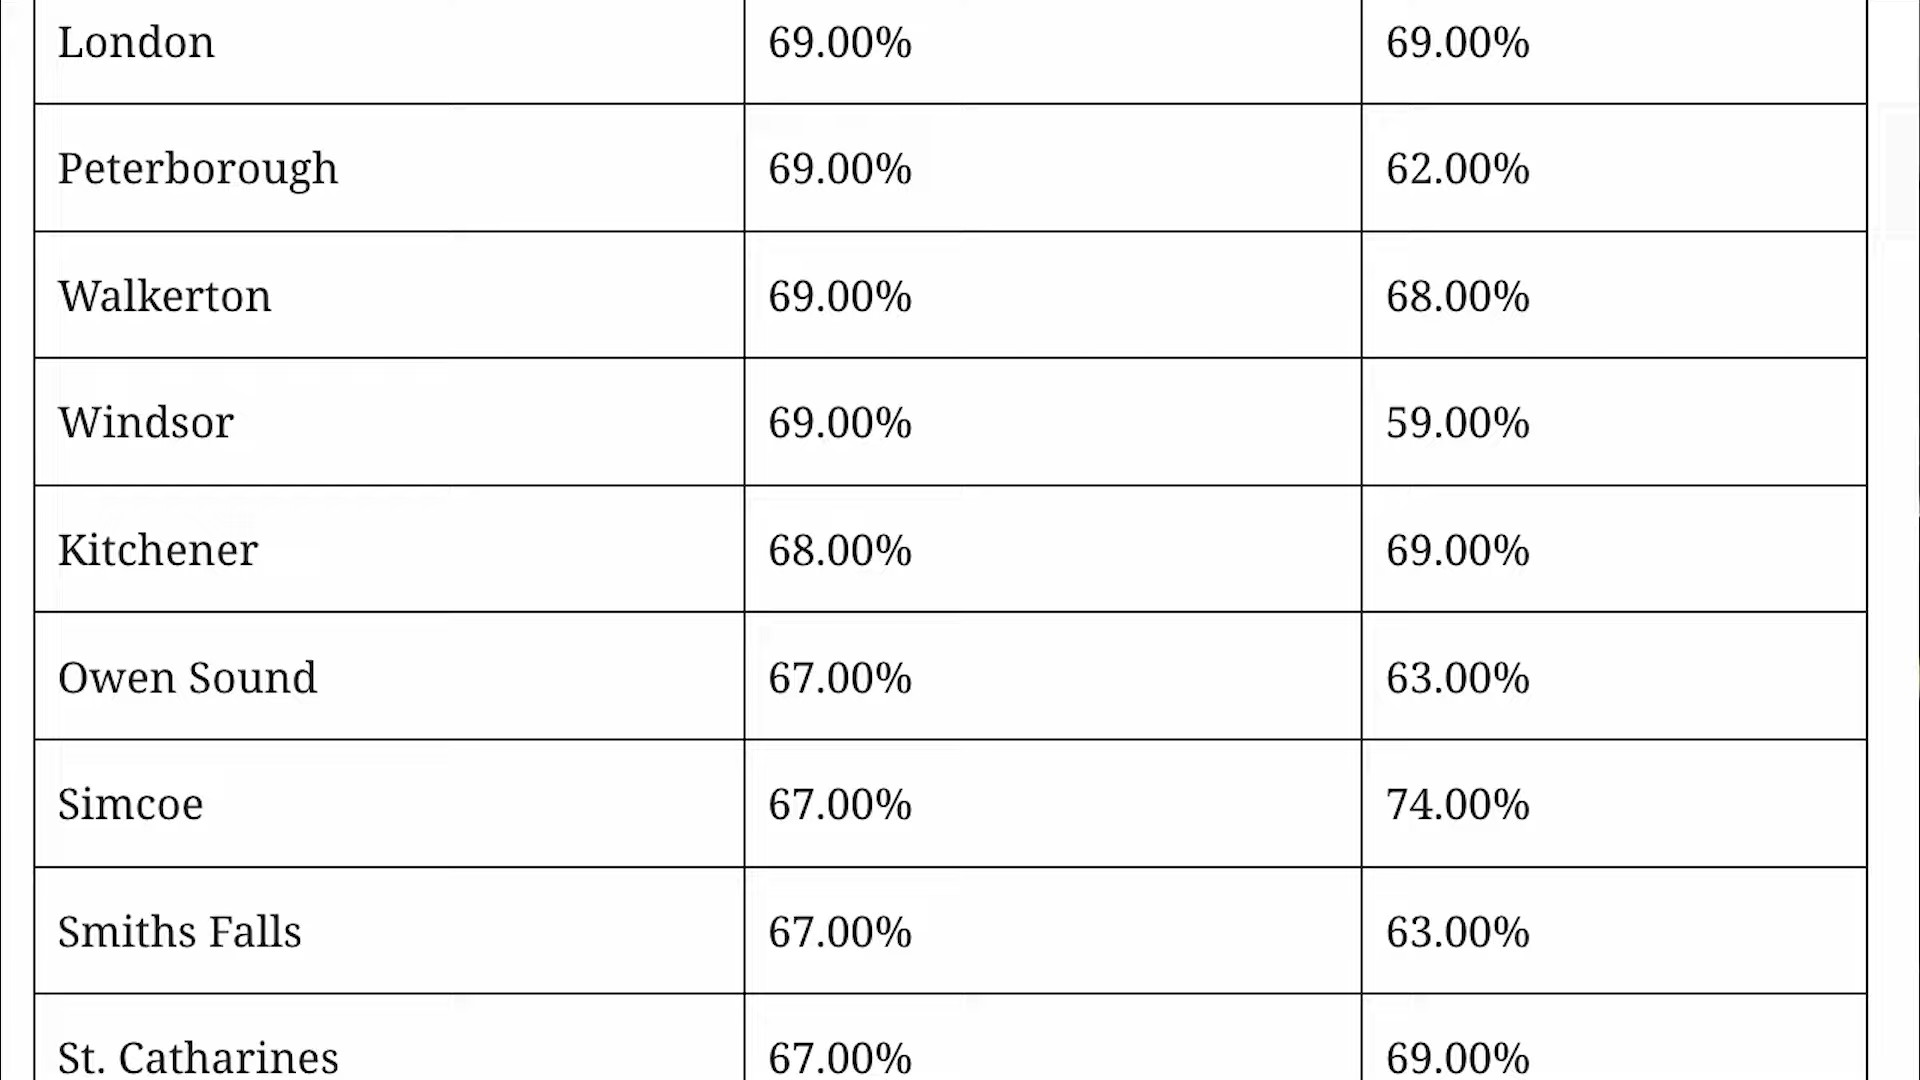 London 69.00% 69.00%
Peterborough 69.00% 62.00%
Walkerton 69.00% 68.00%
Windsor 69.00% 59.00%
Kitchener 68.00% 69.00%
Owen Sound 67.00% 63.00%
Simcoe 67.00% 74.00%
Smiths Falls 67.00% 63.00%
St. Catharines 67.00% 69.00%